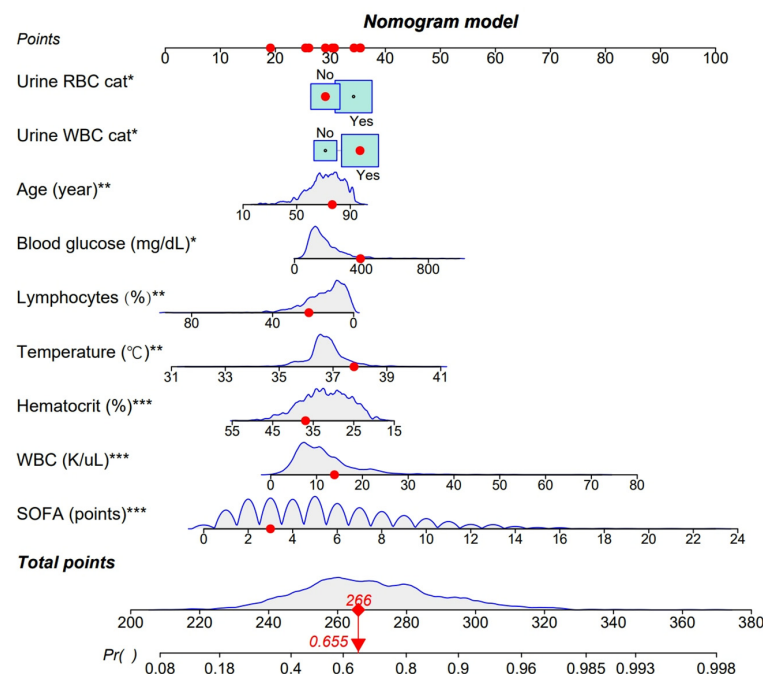 Nomogram model
Points
0 10 20 30 40 50 60 70 80 90 100
No
Urine RBC cat*
Yes
No
Urine WBC cat*
Yes
Age (year)**
10 50 90
Blood glucose (mg/dL)*
0 400 800
Lymphocytes (%)**
80 40 0
Temperature (℃)**
31 33 35 37 39 41
Hematocrit (%)***
55 45 35 25 15
WBC (K/uL)***
0 10 20 30 40 50 60 70 80
SOFA (points)***
0 2 4 6 8 10 12 14 16 18 20 22 24
Total points
266
200 220 240 260 280 300 320 340 360 380
0.655
Pr( )
0.08 0.18 0.4 0.6 0.8 0.9 0.96 0.985 0.993 0.998